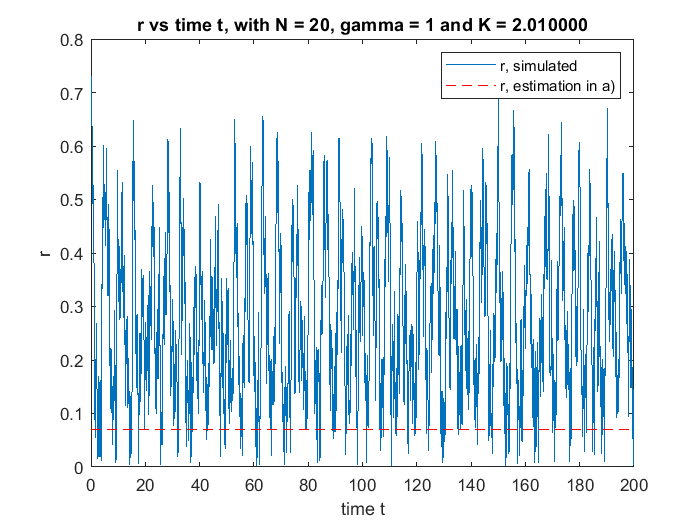 r vs time t, with N = 20, gamma = 1 and K = 2.010000
0.8
0.7
0.6
0.5
0.4
0.3
0.2
0.1
0
r
r, simulated
r, estimation in a)
0 20 40 60 80 100 120 140 160 180 200
time t